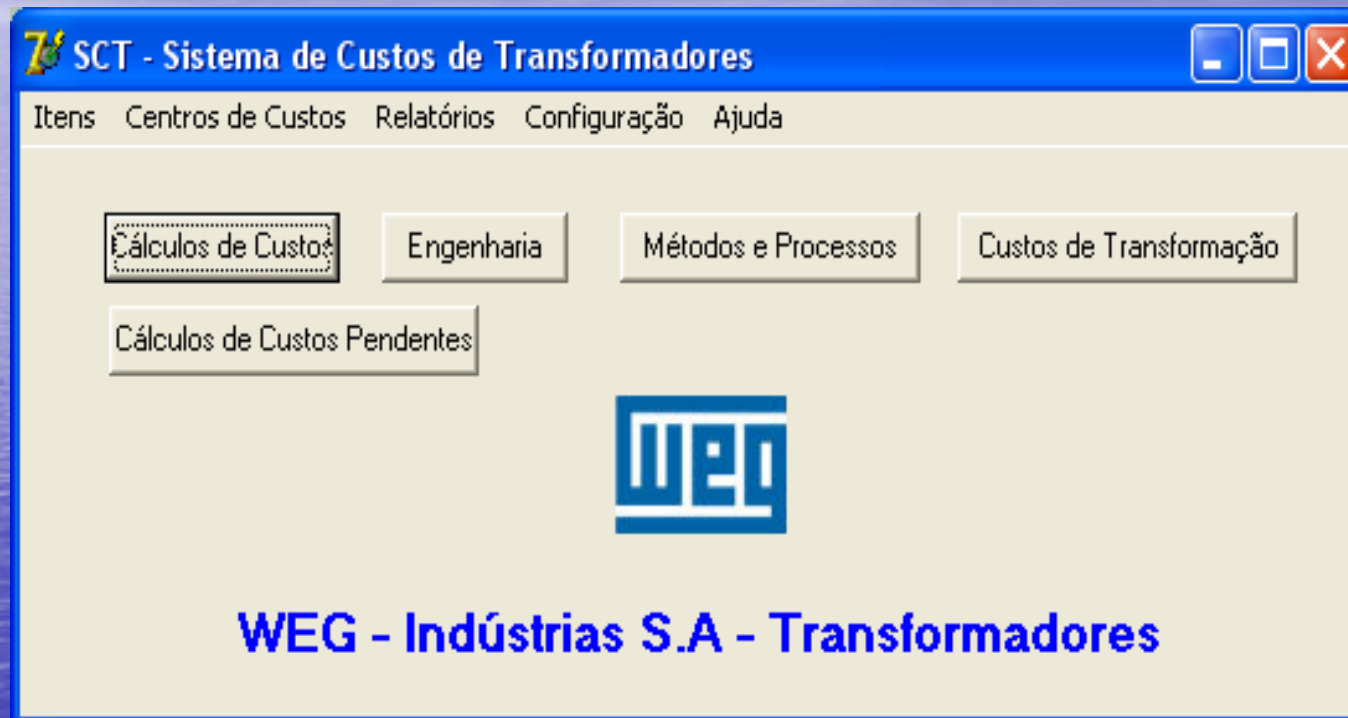 SCT - Sistema de Custos de Transformadores
Itens Centros de Custos Relatórios Configuração Ajuda
Cálculos de Custos Engenharia Métodos e Processos Custos de Transformação
Cálculos de Custos Pendentes
weg
WEG - Indústrias S.A - Transformadores